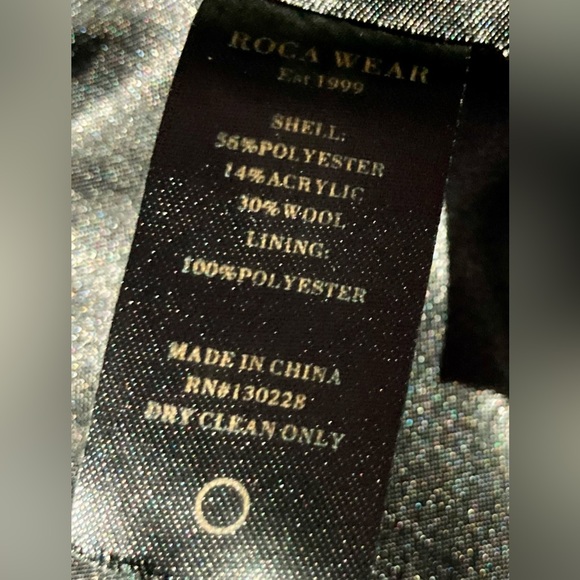 ROCA WEAR
Est 1999
SHELL:
56%POLYESTER
14%ACRYLIC
30%WOOL
LINING:
100%POLYESTER
MADE IN CHINA
RN#130228
DRY CLEAN ONLY